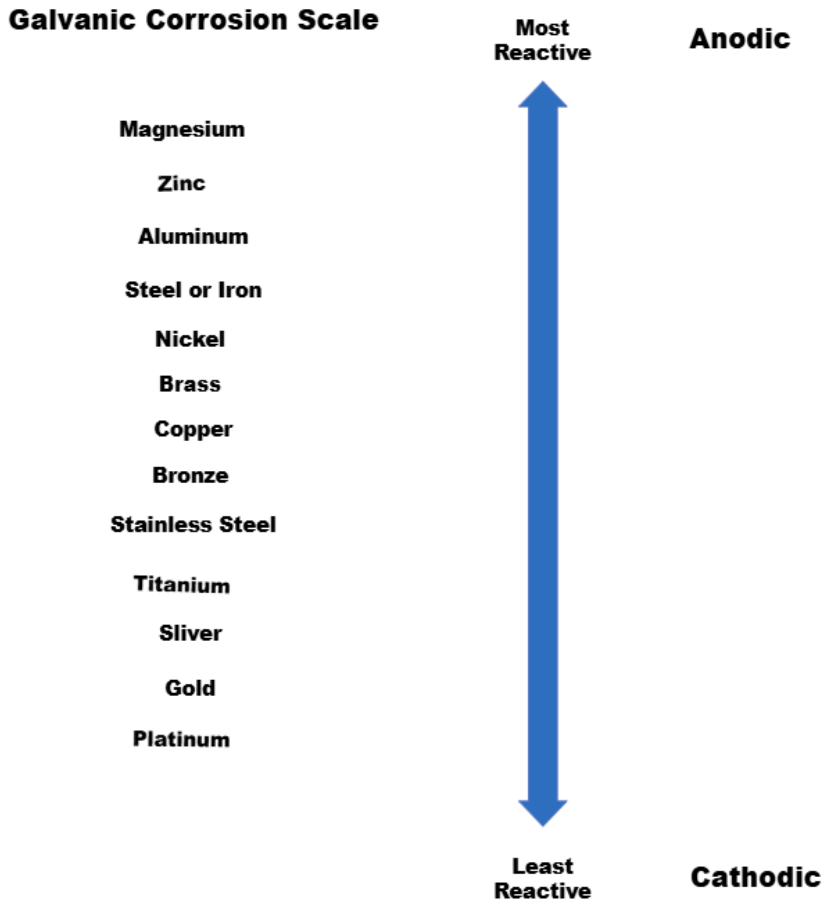 Galvanic Corrosion Scale
Most
Reactive
Anodic
Magnesium
Zinc
Aluminum
Steel or Iron
Nickel
Brass
Copper
Bronze
Stainless Steel
Titanium
Sliver
Gold
Platinum
Least
Reactive
Cathodic